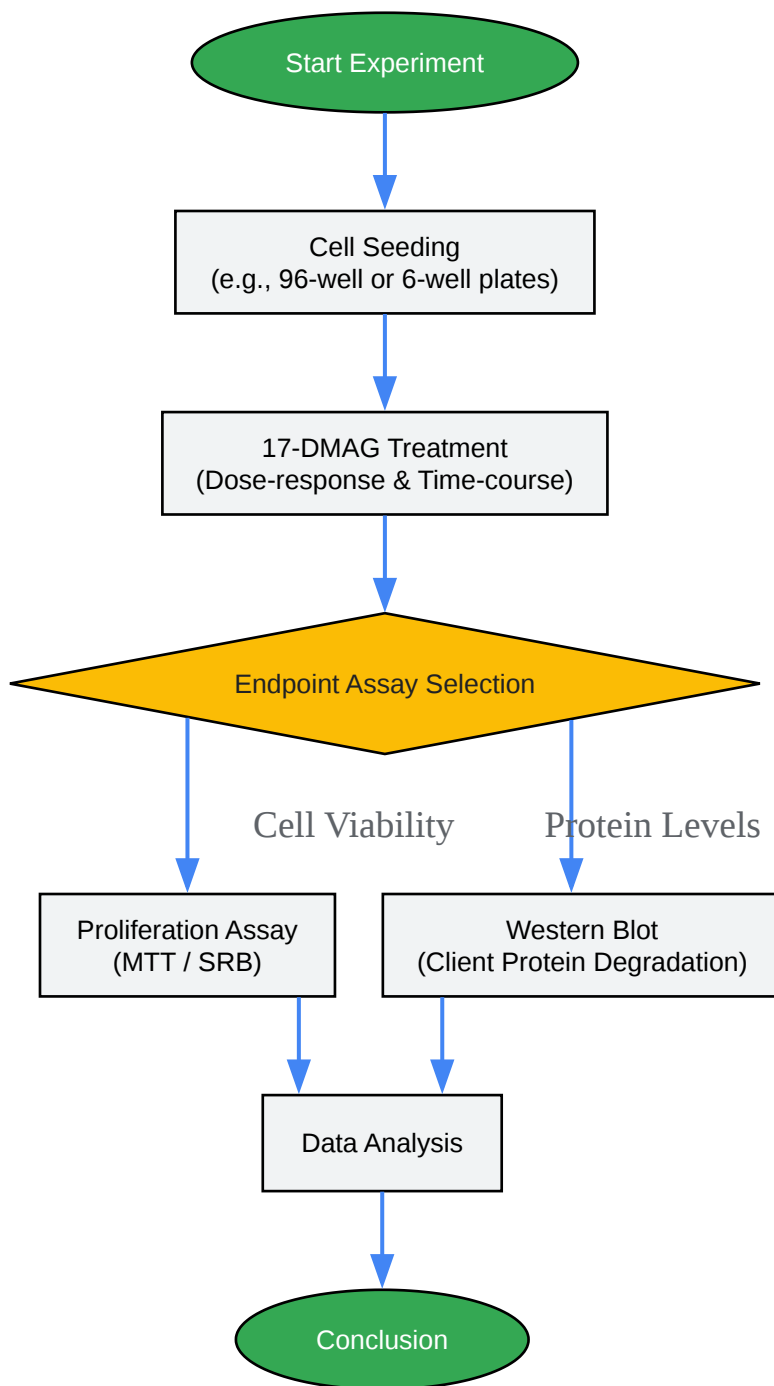 Start Experiment
Cell Seeding
(e.g., 96-well or 6-well plates)
17-DMAG Treatment
(Dose-response & Time-course)
Endpoint Assay Selection
Cell Viability
Protein Levels
Proliferation Assay
(MTT / SRB)
Western Blot
(Client Protein Degradation)
Data Analysis
Conclusion